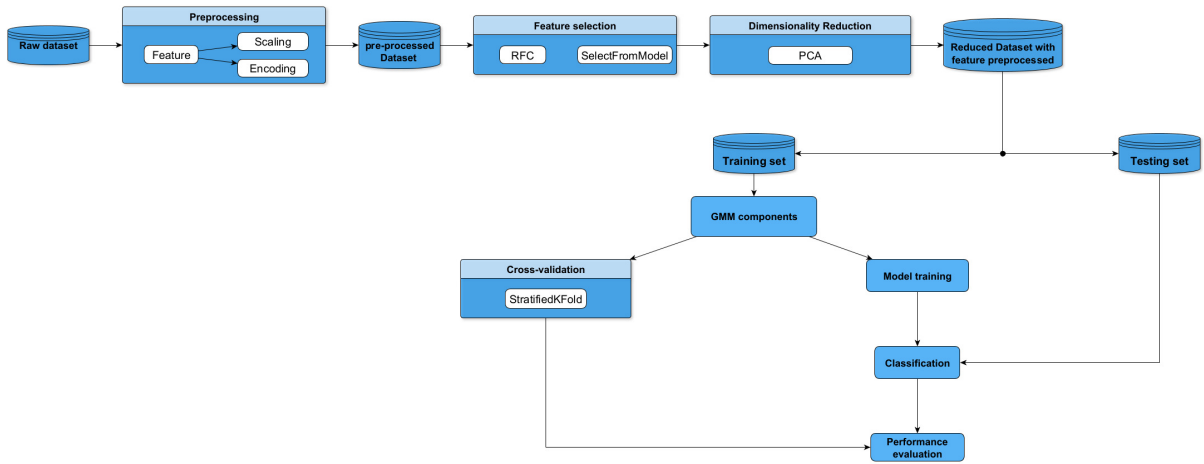 Raw dataset
Preprocessing
Feature
Scaling
Encoding
pre-processed
Dataset
Feature selection
RFC
SelectFromModel
Dimensionality Reduction
PCA
Reduced Dataset with
feature preprocessed
Training set
Testing set
GMM components
Cross-validation
StratifiedKFold
Model training
Classification
Performance
evaluation